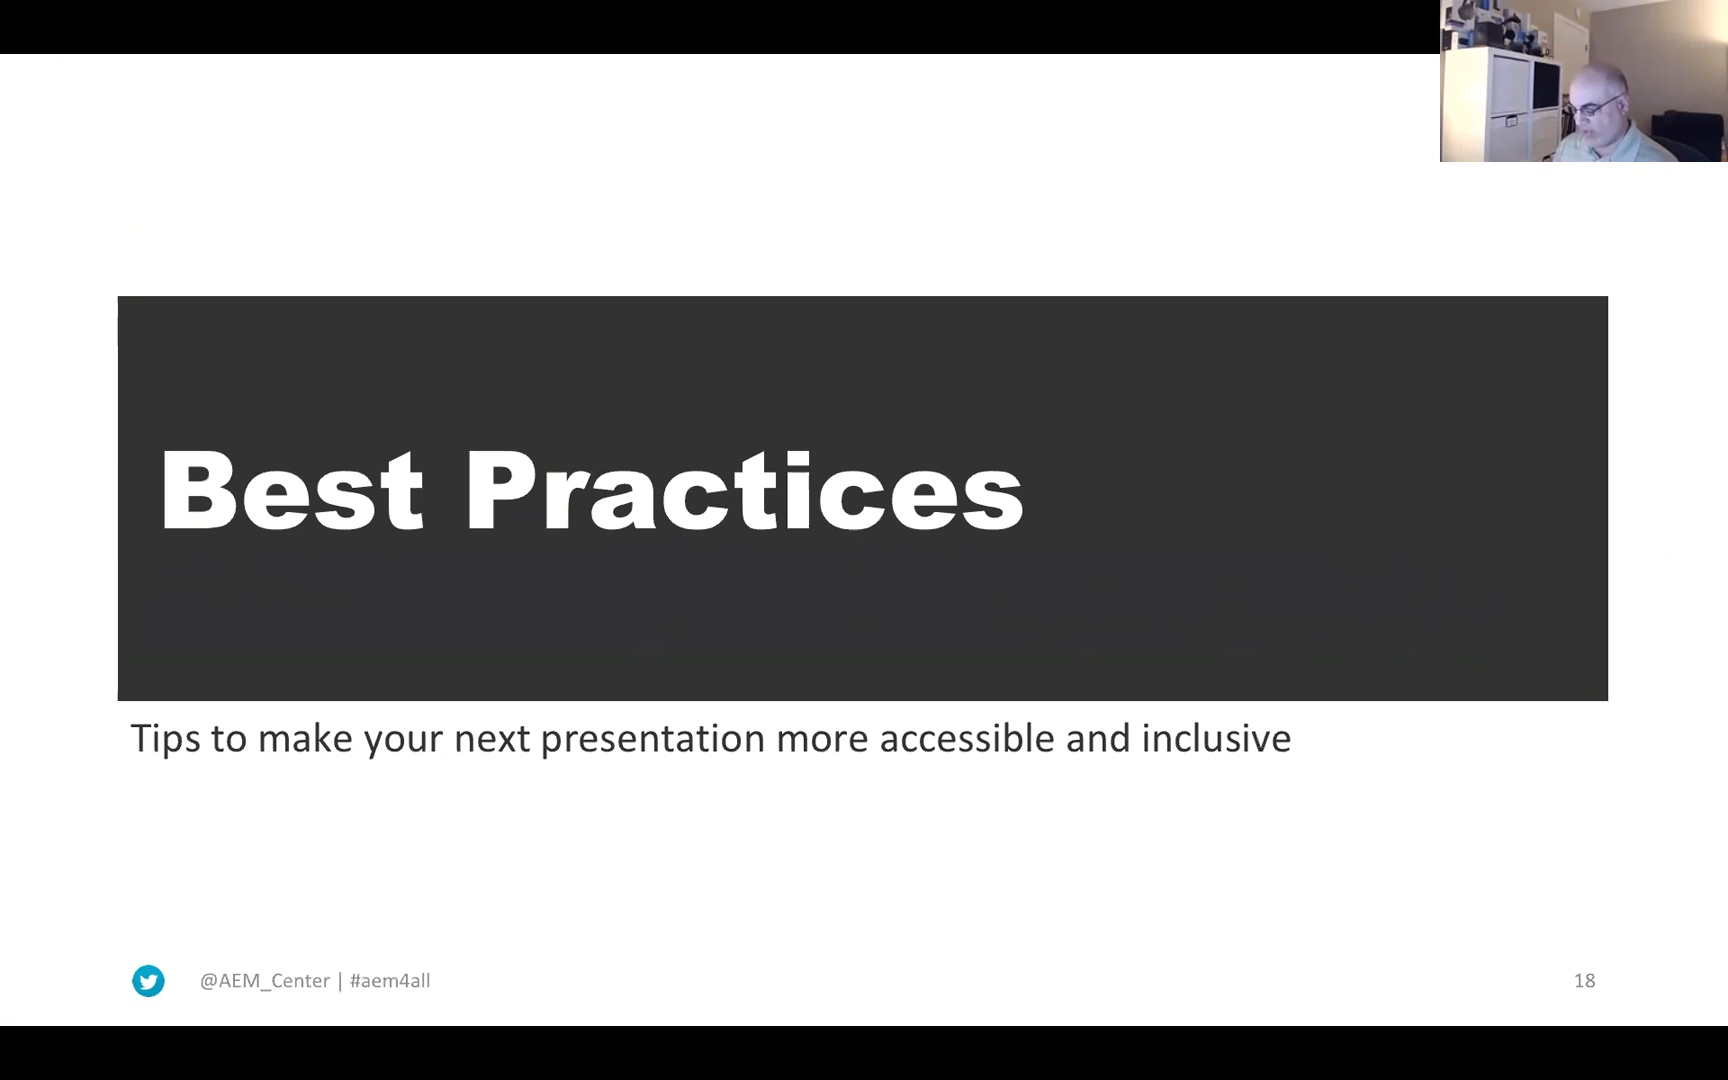 Best Practices
Tips to make your next presentation more accessible and inclusive
@AEM_Center | #aem4all
18